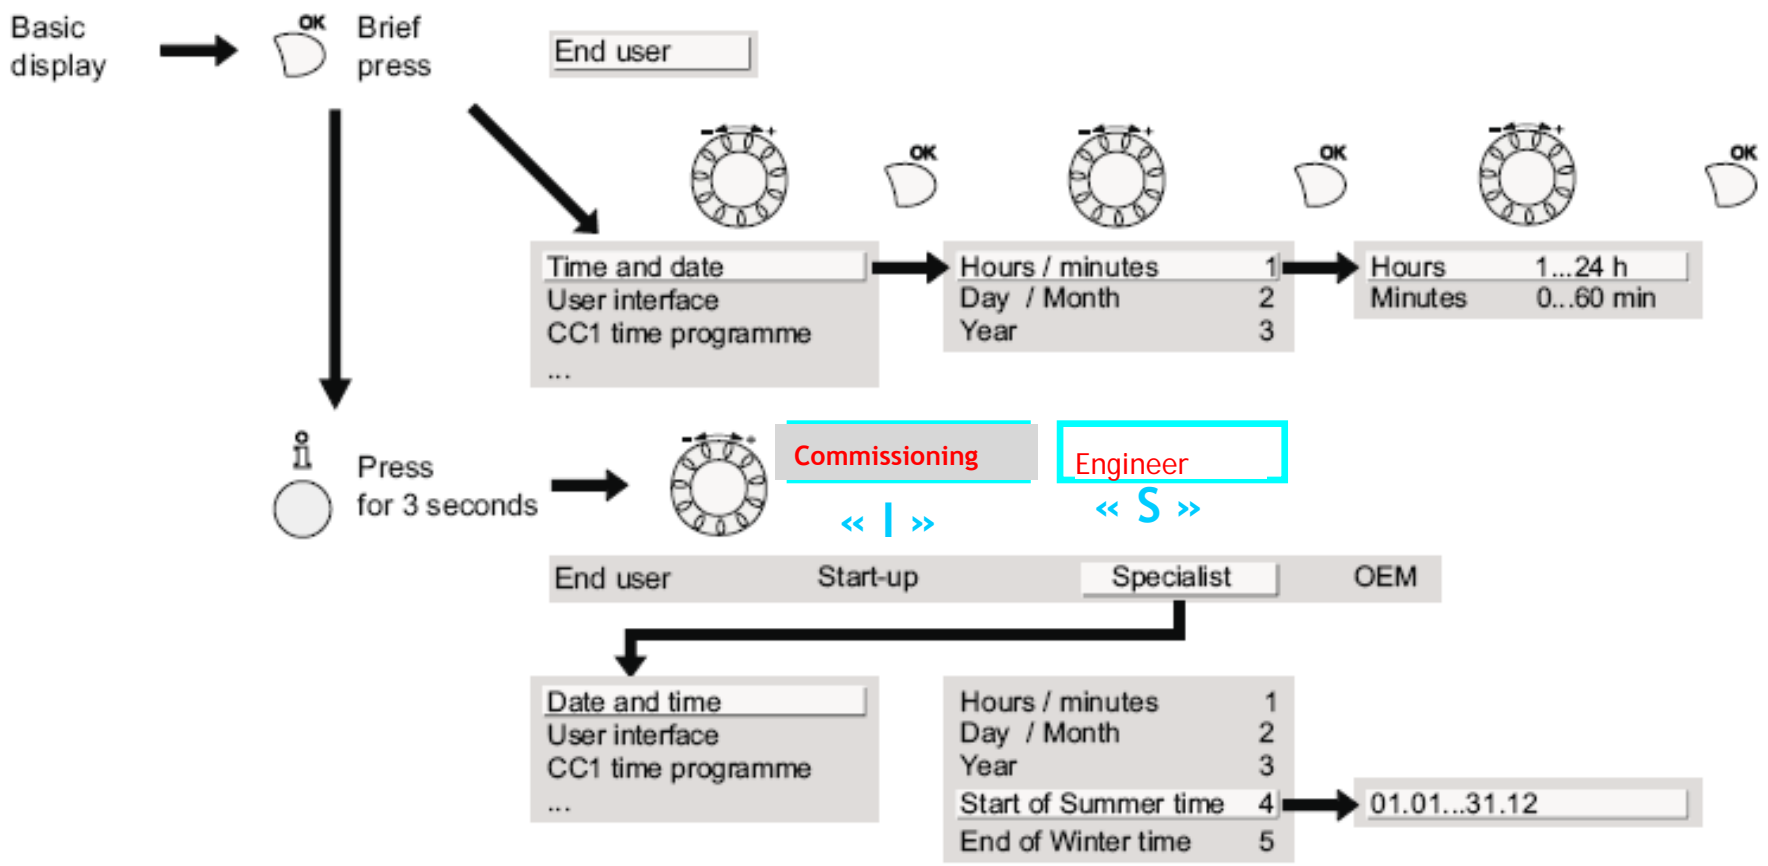 Basic
display
OK
Brief
press
End user
- +
OK
- +
OK
- +
OK
Time and date
User interface
CC1 time programme
...
Hours / minutes 1
Day / Month 2
Year 3
Hours 1...24 h
Minutes 0...60 min
i
Press
for 3 seconds
- +
Commissioning
Engineer
« I »
« S »
End user Start-up Specialist OEM
Date and time
User interface
CC1 time programme
...
Hours / minutes 1
Day / Month 2
Year 3
Start of Summer time 4
End of Winter time 5
01.01...31.12